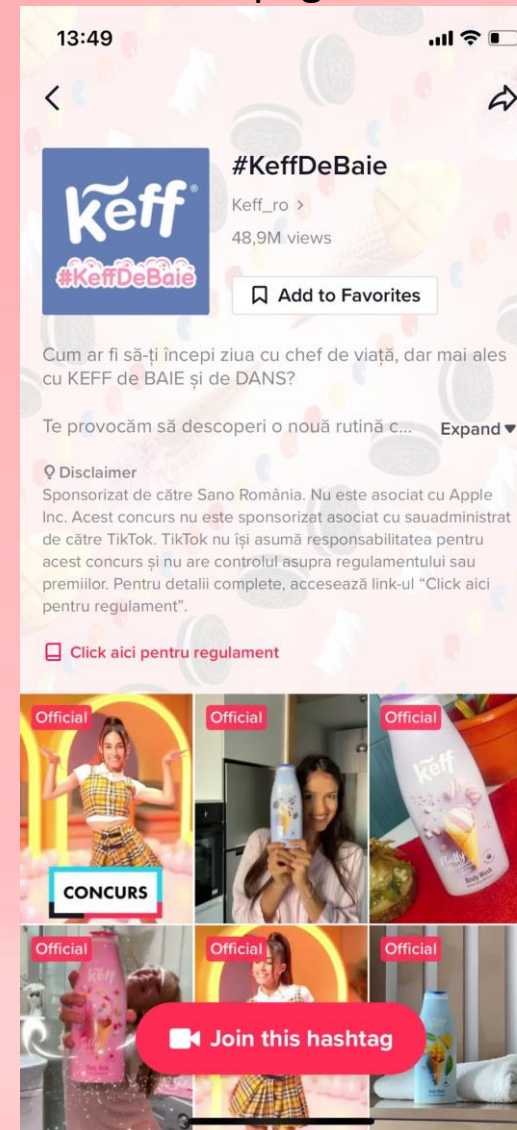 13:49
#KeffDeBaie
keff
#KeffDeBaie
Keff_ro >
48,9M views
Add to Favorites
Cum ar fi să-ți începi ziua cu chef de viață, dar mai ales
cu KEFF de BAIE și de DANS?
Te provocăm să descoperi o nouă rutină c... Expand
Disclaimer
Sponsorizat de către Sano România. Nu este asociat cu Apple
Inc. Acest concurs nu este sponsorizat asociat cu sauadministrat
de către TikTok. TikTok nu își asumă responsabilitatea pentru
acest concurs și nu are controlul asupra regulamentului sau
premiilor. Pentru detalii complete, accesează link-ul “Click aici
pentru regulament”.
Click aici pentru regulament
Official Official Official
keff
Fluffy
Body Wash
CONCURS
Official Official Official
keff
Join this hashtag